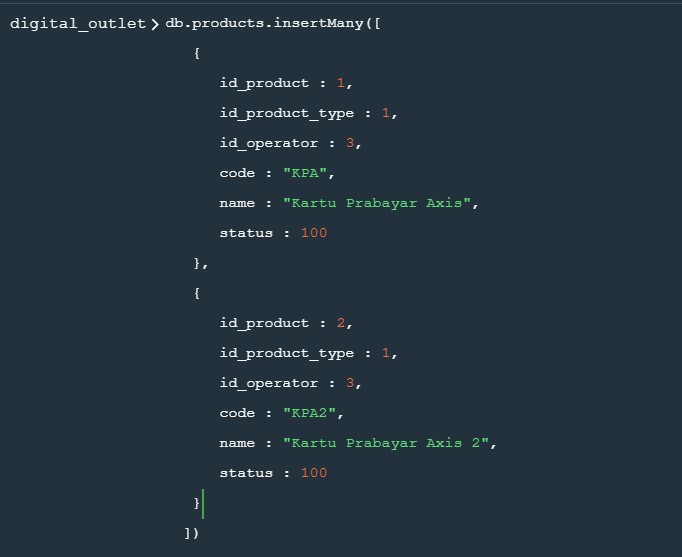 digital_outlet > db.products.insertMany([
{
id_product : 1,
id_product_type : 1,
id_operator : 3,
code : "KPA",
name : "Kartu Prabayar Axis",
status : 100
},
{
id_product : 2,
id_product_type : 1,
id_operator : 3,
code : "KPA2",
name : "Kartu Prabayar Axis 2",
status : 100
}
])